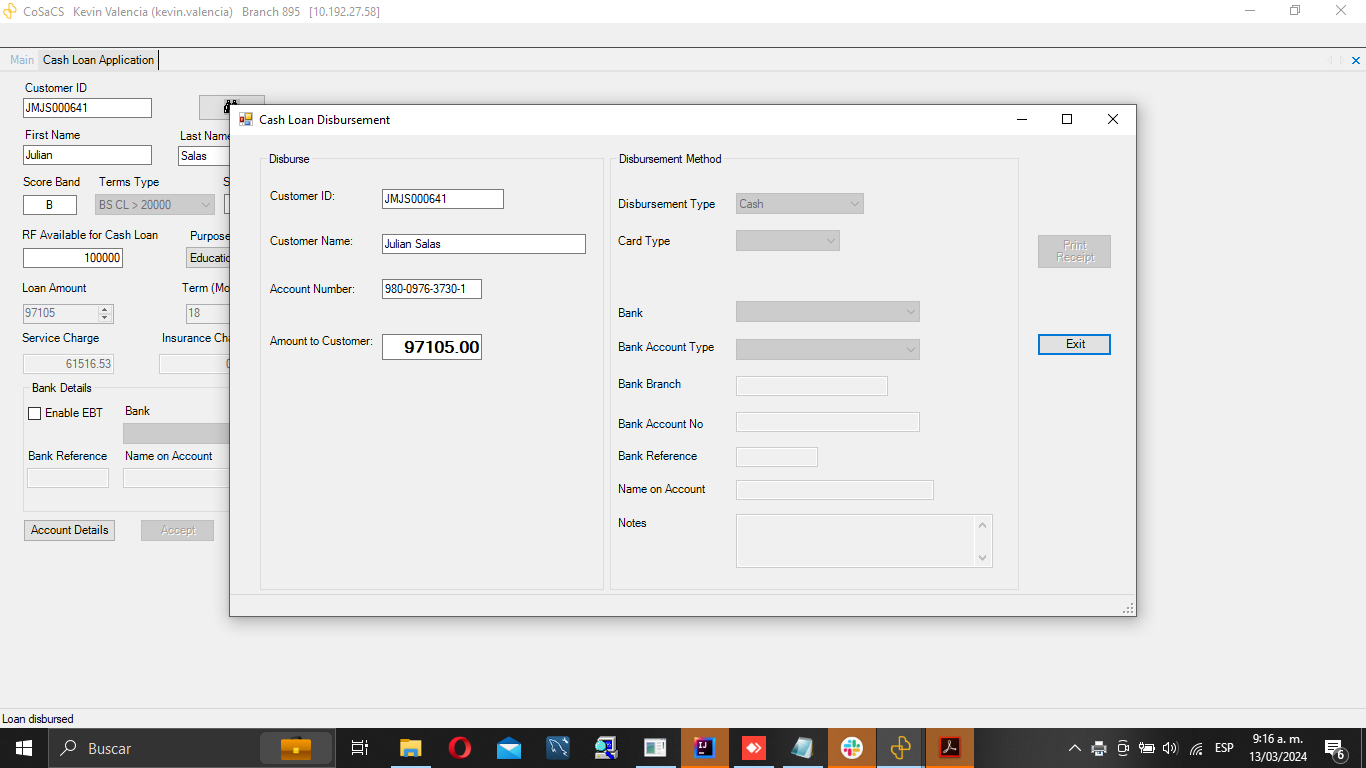 CoSaCS Kevin Valencia (kevin.valencia) Branch 895 [10.192.27.58]
Main Cash Loan Application
Customer ID
JMJS000641
First Name Last Name
Julian Salas
Score Band Terms Type S
B BS CL > 20000
RF Available for Cash Loan Purpose
100000 Educatio
Loan Amount Term (Mo
97105 18
Service Charge Insurance Cha
61516.53
Bank Details
Enable EBT Bank
Bank Reference Name on Account
Account Details Accept
Cash Loan Disbursement
Disburse
Customer ID: JMJS000641
Customer Name: Julian Salas
Account Number: 980-0976-3730-1
Amount to Customer: 97105.00
Disbursement Method
Disbursement Type Cash
Card Type
Bank
Bank Account Type
Bank Branch
Bank Account No
Bank Reference
Name on Account
Notes
Print
Receipt
Exit
Loan disbursed
Buscar
ESP
9:16 a. m.
13/03/2024
6